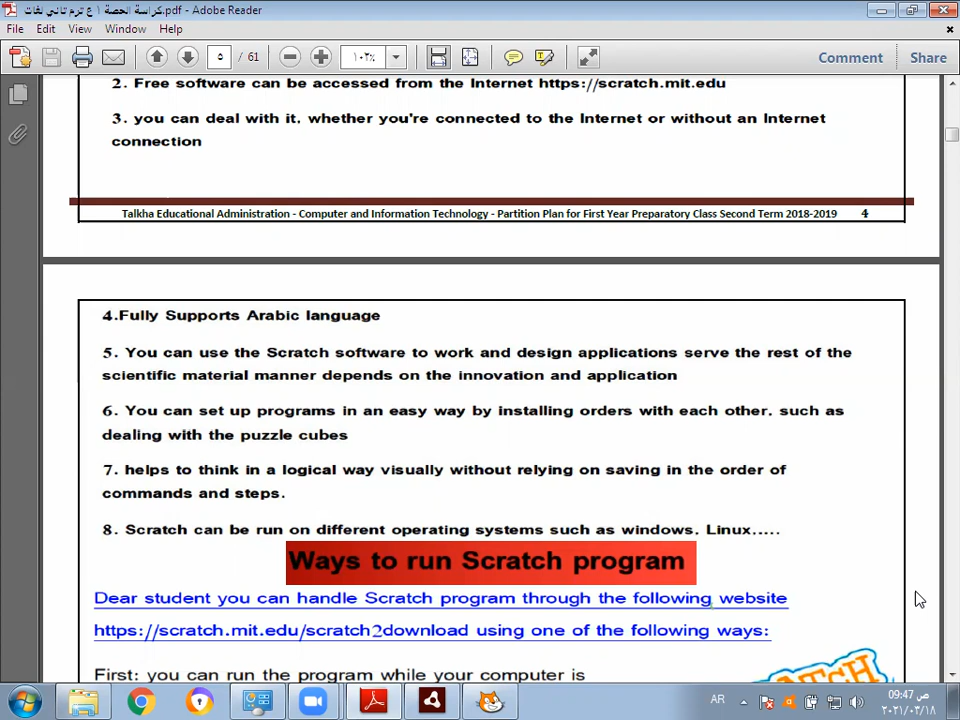 كراسة الحصة ١ ع ترم تاني لغات.pdf - Adobe Reader
File Edit View Window Help
٥ / 61 ١٠٢% Comment Share
2. Free software can be accessed from the Internet https://scratch.mit.edu
3. you can deal with it. whether you're connected to the Internet or without an Internet
connection
Talkha Educational Administration - Computer and Information Technology - Partition Plan for First Year Preparatory Class Second Term 2018-2019 4
4.Fully Supports Arabic language
5. You can use the Scratch software to work and design applications serve the rest of the
scientific material manner depends on the innovation and application
6. You can set up programs in an easy way by installing orders with each other. such as
dealing with the puzzle cubes
7. helps to think in a logical way visually without relying on saving in the order of
commands and steps.
8. Scratch can be run on different operating systems such as windows. Linux.....
Ways to run Scratch program
Dear student you can handle Scratch program through the following website
https://scratch.mit.edu/scratch2download using one of the following ways:
First: you can run the program while your computer is
AR
09:47 ص
٢٠٢١/٠٣/١٨